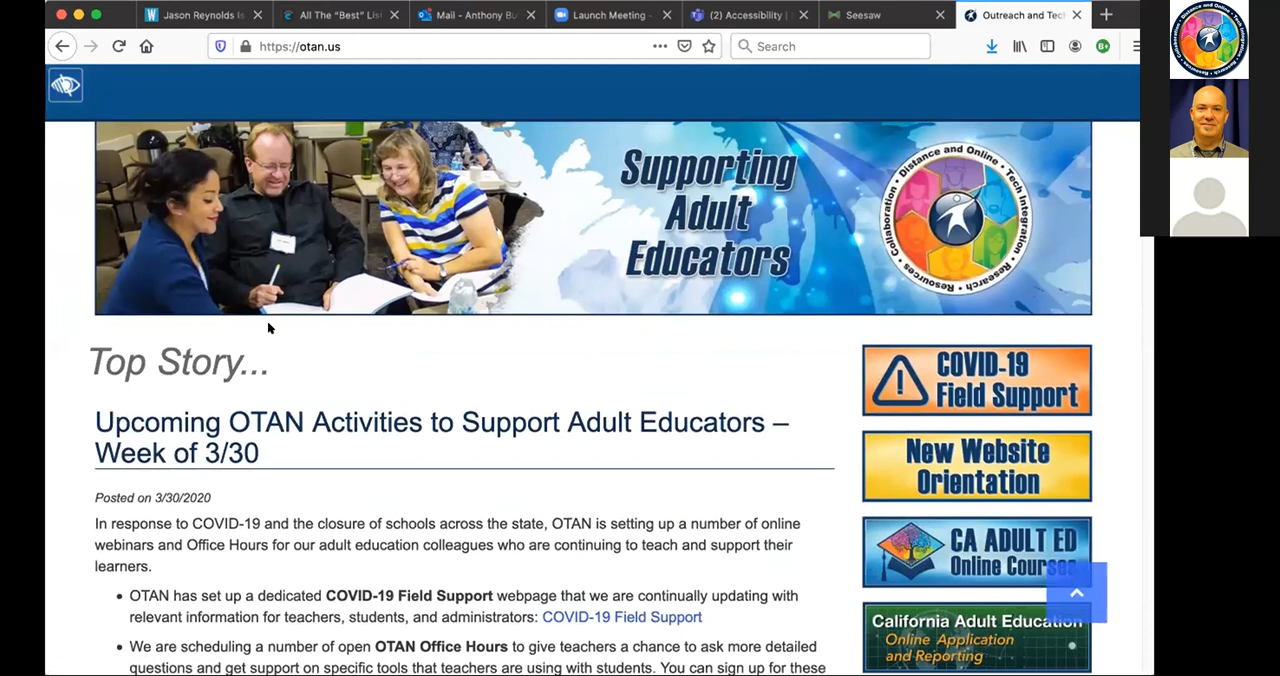 Jason Reynolds Is
All The "Best" Lis
Mail - Anthony Bu
Launch Meeting -
(2) Accessibility |
Seesaw
Outreach and Tec
https://otan.us
Search
Supporting
Adult
Educators
Collaboration • Distance and Online • Tech Integration • Research • Resources •
Top Story...
Upcoming OTAN Activities to Support Adult Educators –
Week of 3/30
Posted on 3/30/2020
In response to COVID-19 and the closure of schools across the state, OTAN is setting up a number of online
webinars and Office Hours for our adult education colleagues who are continuing to teach and support their
learners.
• OTAN has set up a dedicated COVID-19 Field Support webpage that we are continually updating with
relevant information for teachers, students, and administrators: COVID-19 Field Support
• We are scheduling a number of open OTAN Office Hours to give teachers a chance to ask more detailed
questions and get support on specific tools that teachers are using with students. You can sign up for these
COVID-19
Field Support
New Website
Orientation
CA ADULT ED
Online Courses
California Adult Education
Online Application
and Reporting